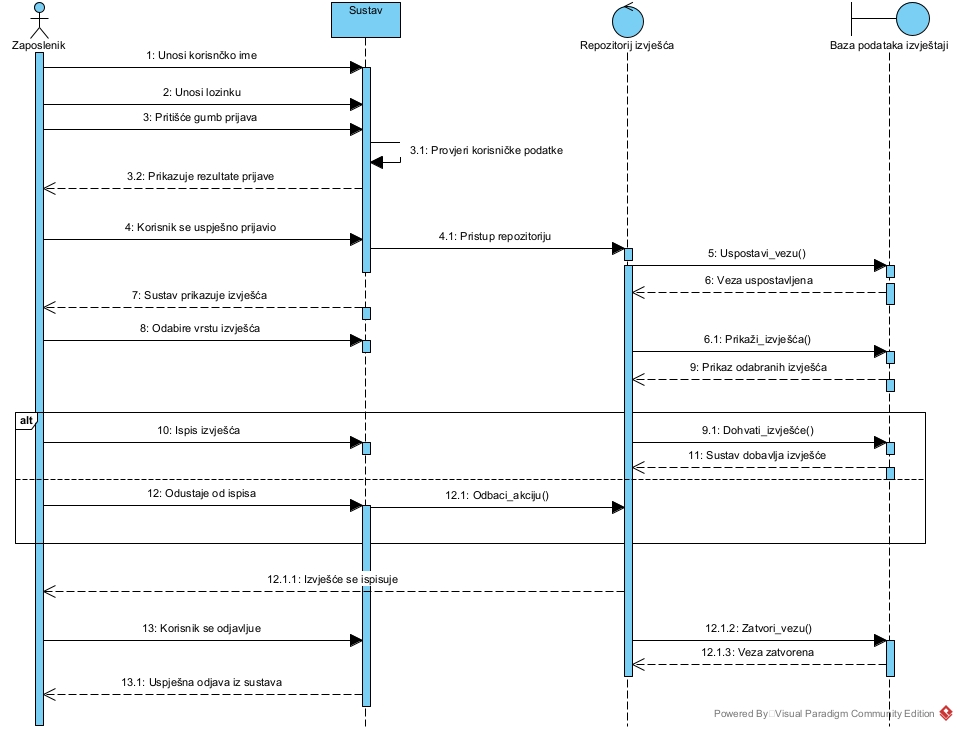 Zaposlenik
Sustav
Repozitorij izvješća
Baza podataka izvještaji
1: Unosi korisnčko ime
2: Unosi lozinku
3: Pritišće gumb prijava
3.1: Provjeri korisničke podatke
3.2: Prikazuje rezultate prijave
4: Korisnik se uspješno prijavio
4.1: Pristup repozitoriju
5: Uspostavi_vezu()
6: Veza uspostavljena
7: Sustav prikazuje izvješća
8: Odabire vrstu izvješća
6.1: Prikaži_izvješća()
9: Prikaz odabranih izvješća
alt
10: Ispis izvješća
9.1: Dohvati_izvješće()
11: Sustav dobavlja izvješće
12: Odustaje od ispisa
12.1: Odbaci_akciju()
12.1.1: Izvješće se ispisuje
13: Korisnik se odjavljue
12.1.2: Zatvori_vezu()
12.1.3: Veza zatvorena
13.1: Uspješna odjava iz sustava
Powered By Visual Paradigm Community Edition